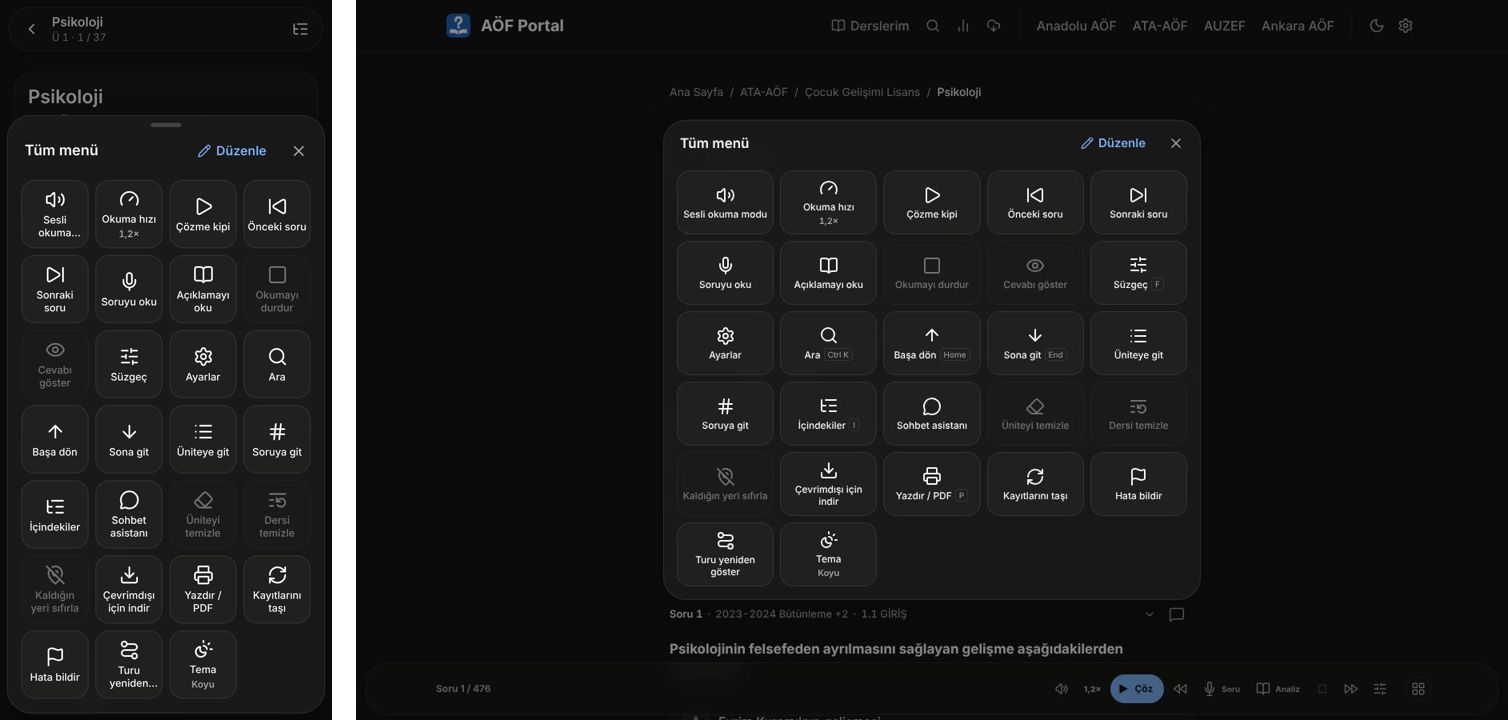 Psikoloji
Ü 1 · 1 / 37
Psikoloji
Tüm menü
Düzenle
Sesli
okuma...
Okuma hızı
1,2×
Çözme kipi
Önceki soru
Sonraki
soru
Soruyu oku
Açıklamayı
oku
Okumayı
durdur
Cevabı
göster
Süzgeç
Ayarlar
Ara
Başa dön
Sona git
Üniteye git
Soruya git
İçindekiler
Sohbet
asistanı
Üniteyi
temizle
Dersi
temizle
Kaldığın
yeri sıfırla
Çevrimdışı
için indir
Yazdır /
PDF
Kayıtlarını
taşı
Hata bildir
Turu
yeniden...
Tema
Koyu
AÖF Portal
Derslerim
Anadolu AÖF
ATA-AÖF
AUZEF
Ankara AÖF
Ana Sayfa / ATA-AÖF / Çocuk Gelişimi Lisans / Psikoloji
Tüm menü
Düzenle
Sesli okuma modu
Okuma hızı
1,2×
Çözme kipi
Önceki soru
Sonraki soru
Soruyu oku
Açıklamayı oku
Okumayı durdur
Cevabı göster
Süzgeç F
Ayarlar
Ara Ctrl K
Başa dön Home
Sona git End
Üniteye git
Soruya git
İçindekiler I
Sohbet asistanı
Üniteyi temizle
Dersi temizle
Kaldığın yeri sıfırla
Çevrimdışı için
indir
Yazdır / PDF P
Kayıtlarını taşı
Hata bildir
Turu yeniden
göster
Tema
Koyu
Soru 1 · 2023-2024 Bütünleme +2 · 1.1 GİRİŞ
Psikolojinin felsefeden ayrılmasını sağlayan gelişme aşağıdakilerden
Soru 1 / 476
1,2×
Çöz
Soru
Analiz